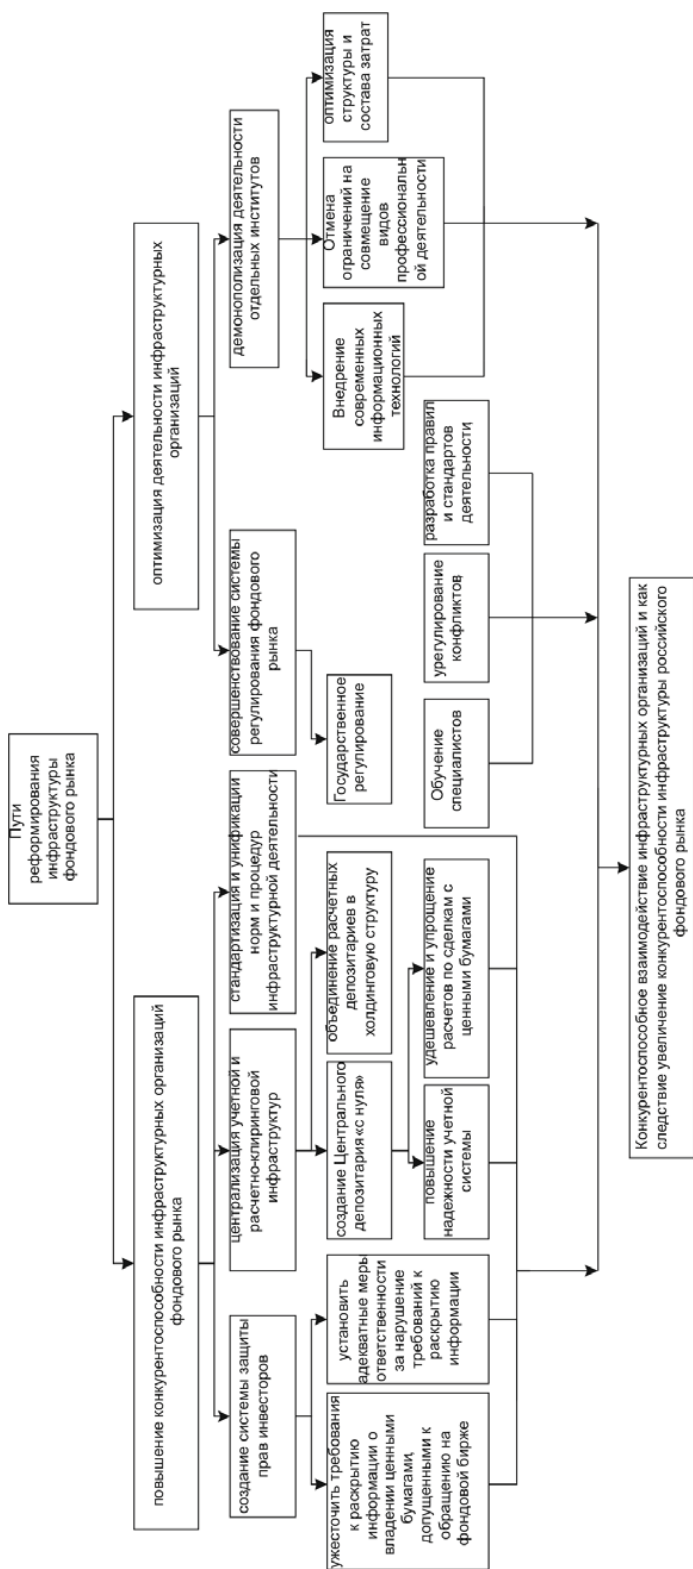 Пути
реформирования
инфраструктуры
фондового рынка
повышение конкурентоспособности инфраструктурных организаций
фондового рынка
оптимизация деятельности инфраструктурных
организаций
создание системы защиты
прав инвесторов
централизация учетной и
расчетно-клиринговой
инфраструктур
стандартизация и унификации
норм и процедур
инфраструктурной деятельности
совершенствование системы
регулирования фондового
рынка
демонополизация деятельности
отдельных институтов
ужесточить требования
к раскрытию
информации о
владении ценными
бумагами,
допущенными к
обращению на
фондовой бирже
установить
адекватные меры
ответственности
за нарушение
требований к
раскрытию
информации
создание Центрального
депозитария «с нуля»
объединение расчетных
депозитариев в
холдинговую структуру
Государственное
регулирование
Внедрение
современных
информационных
технологий
Отмена
ограничений на
совмещение
видов
профессиональн
ой деятельности
оптимизация
структуры и
состава затрат
повышение
надежности учетной
системы
удешевление и упрощение
расчетов по сделкам с
ценными бумагами
Обучение
специалистов
урегулирование
конфликтов,
разработка правил
и стандартов
деятельности
Конкурентоспособное взаимодействие инфраструктурных организаций и как
следствие увеличение конкурентоспособности инфраструктуры российского
фондового рынка